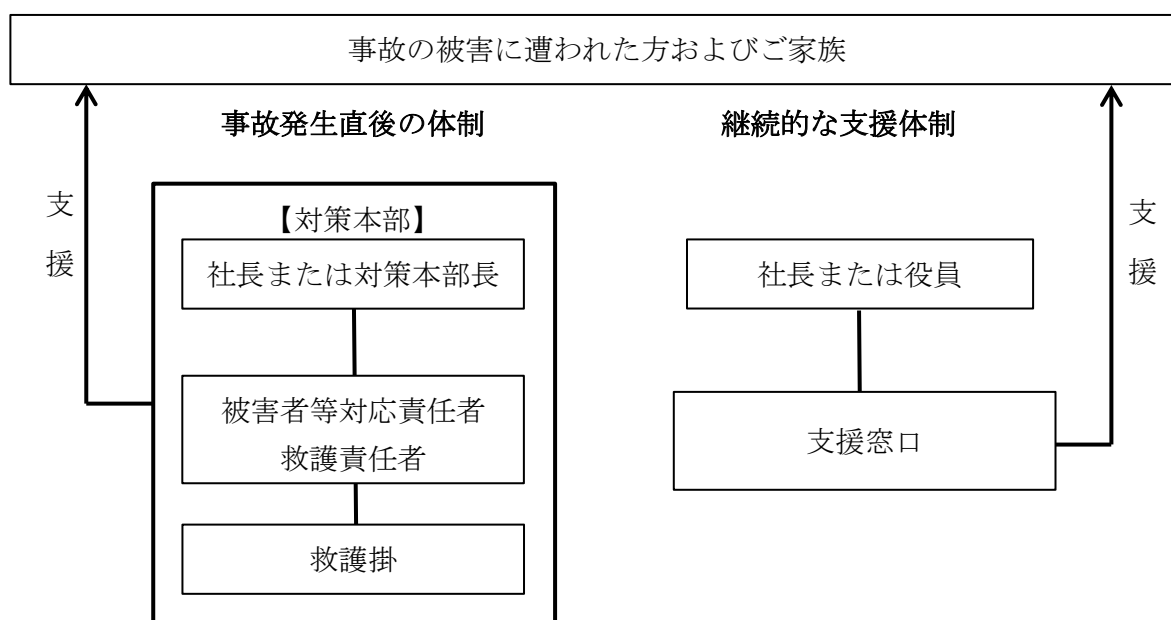 事故の被害に遭われた方およびご家族
事故発生直後の体制
継続的な支援体制
支援
【対策本部】
社長または対策本部長
被害者等対応責任者
救護責任者
救護掛
社長または役員
支援窓口
支援